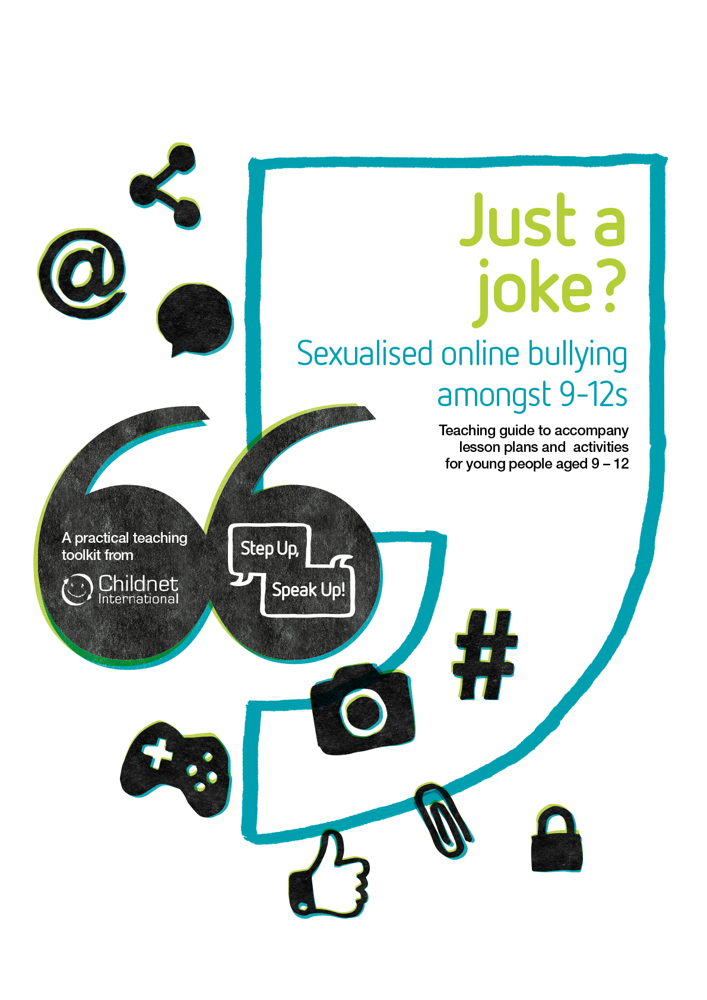 Just a
joke?
Sexualised online bullying
amongst 9-12s
Teaching guide to accompany
lesson plans and activities
for young people aged 9 – 12
A practical teaching
toolkit from
Childnet
International
Step Up,
Speak Up!